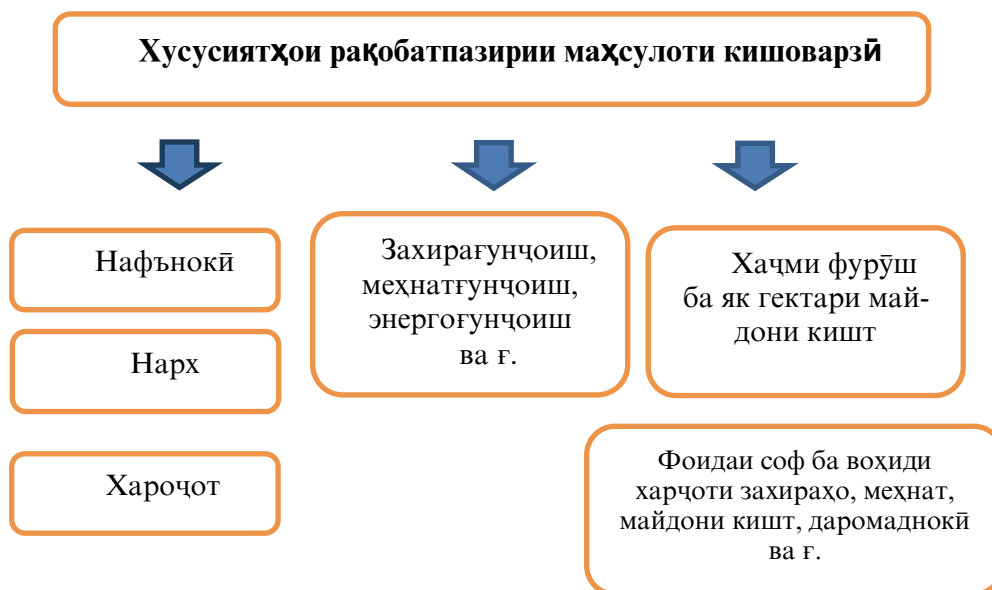 Хусусиятҳои рақобатпазирии маҳсулоти кишоварзӣ
Нафънокӣ
Нарх
Хароҷот
Захирағунҷоиш,
меҳнатғунҷоиш,
энергоғунҷоиш
ва ғ.
Хаҷми фурӯш
ба як гектари май-
дони кишт
Фоидаи соф ба воҳиди
харҷоти захираҳо, меҳнат,
майдони кишт, даромаднокӣ
ва ғ.